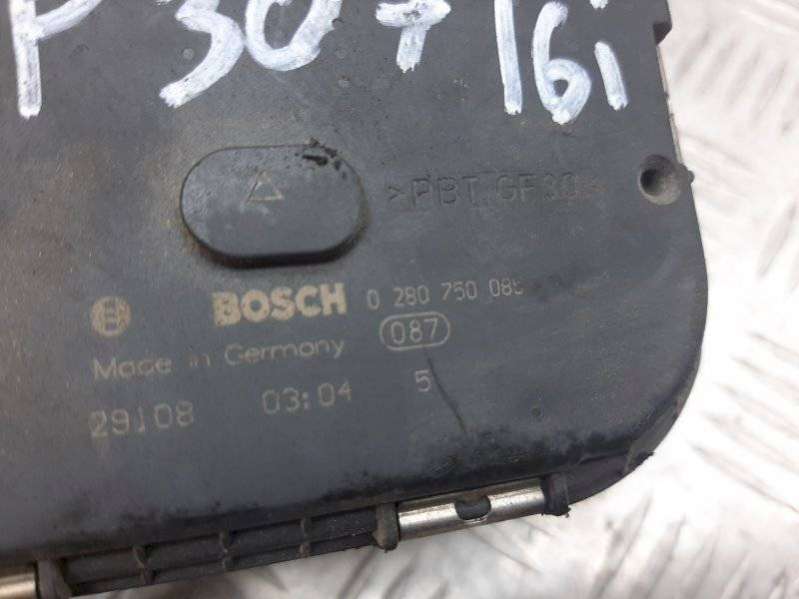 P 307 16i
>PBT GF30<
BOSCH 0 280 750 085
087
Made in Germany
29108 03:04 5